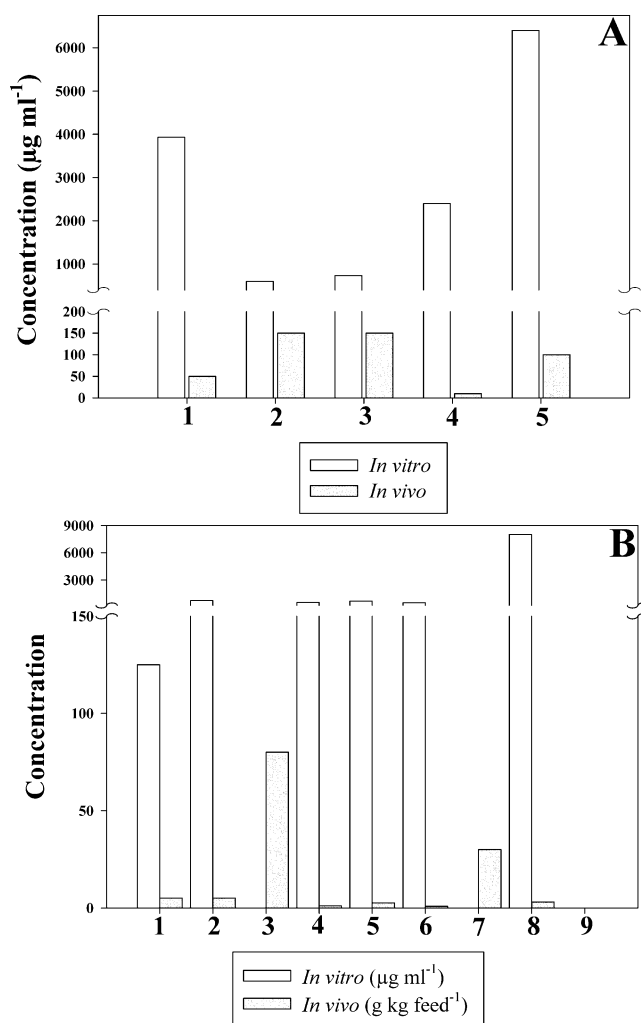 A
Concentration (µg ml-1)
6000
5000
4000
3000
2000
1000
200
150
100
50
0
1 2 3 4 5
In vitro
In vivo
B
Concentration
9000
6000
3000
150
100
50
0
1 2 3 4 5 6 7 8 9
In vitro (µg ml-1)
In vivo (g kg feed-1)